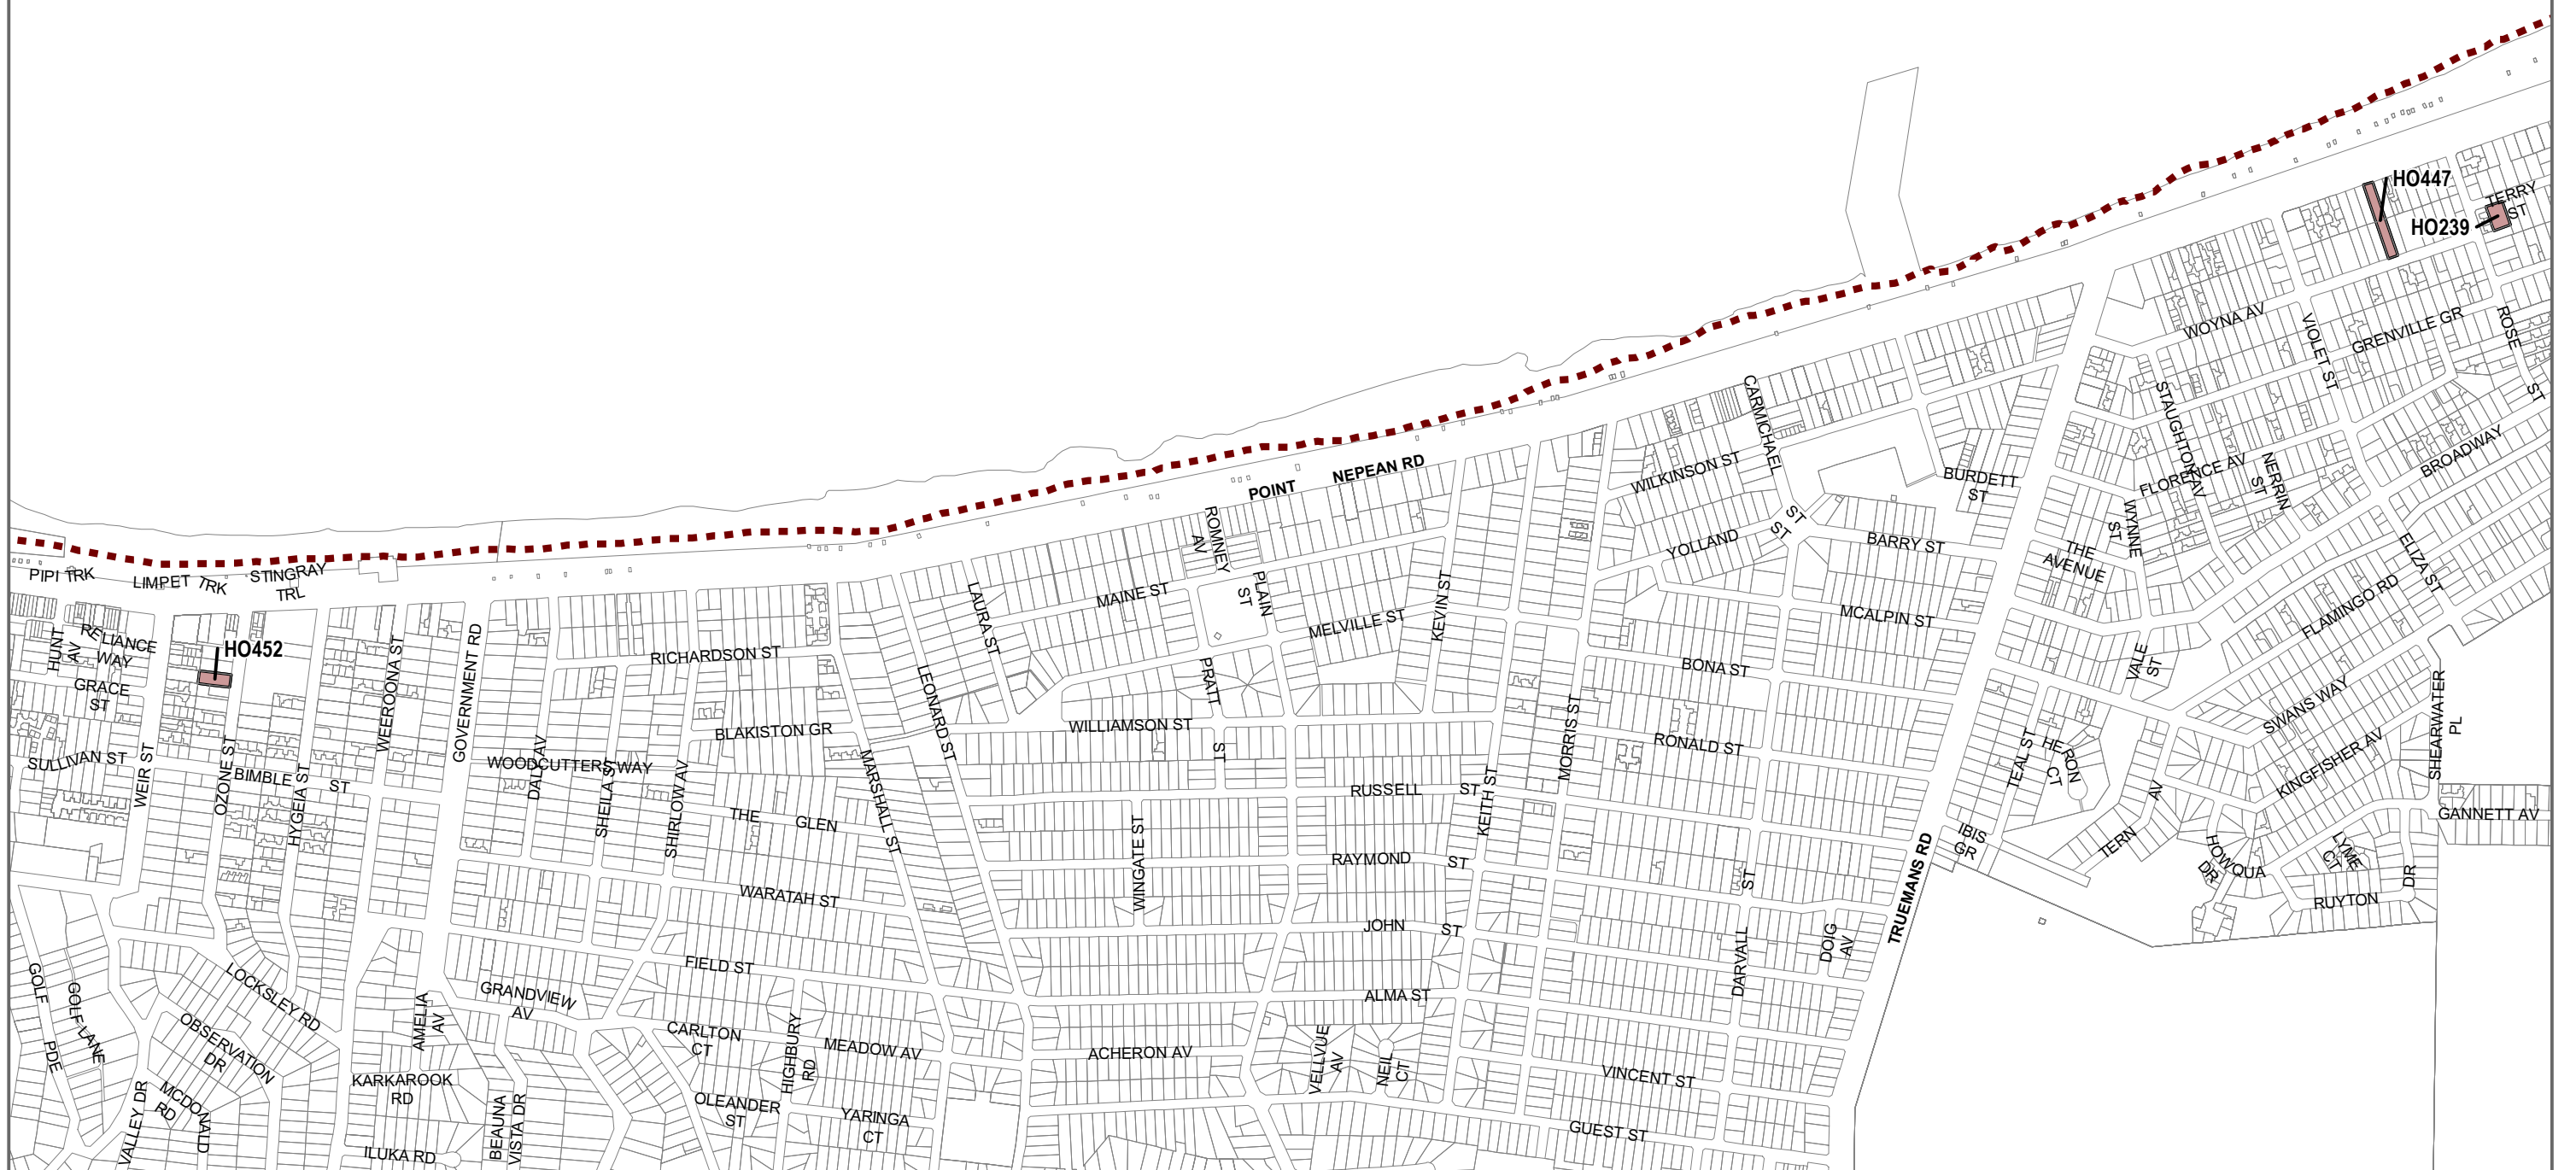 HO447
TERRY
ST
HO239
WOYNA AV
VIOLET ST
GRENVILLE GR
ROSE
ST
CARMICHAEL
ST
STAUGHTON AV
BROADWAY
POINT
NEPEAN RD
WILKINSON ST
BURDETT
ST
FLORENCE AV
NERRIN
ST
WYNNE
ST
ROMNEY
AV
YOLLAND
ST
BARRY ST
THE
AVENUE
ELIZA ST
FLAMINGO RD
PIPI TRK
LIMPET TRK
STINGRAY
TRL
LAURA ST
MAINE ST
PLAIN
ST
KEVIN ST
MELVILLE ST
MCALPIN ST
HUNT
AV
RELIANCE
WAY
HO452
WEEROONA ST
GOVERNMENT RD
RICHARDSON ST
LEONARD ST
PRATT
ST
BONA ST
VALE
ST
SWANS WAY
SHEARWATER
PL
GRACE
ST
BLAKISTON GR
WILLIAMSON ST
MORRIS ST
RONALD ST
TEAL ST
HERON
CT
KINGFISHER AV
SULLIVAN ST
WEIR ST
OZONE ST
BIMBLE
ST
HYGEIA ST
WOODCUTTERS WAY
DALY AV
SHEILA ST
SHIRLOW AV
MARSHALL ST
RUSSELL
ST
KEITH ST
TERN
AV
GANNETT AV
THE
GLEN
WINGATE ST
RAYMOND
ST
TRUEMANS RD
IBIS
GR
HOWQUA
DR
LYME
CT
RUYTON
DR
WARATAH ST
JOHN
ST
DARVALL
ST
DOIG
AV
GOLF
PDE
GOLF LANE
LOCKSLEY RD
FIELD ST
GRANDVIEW
AV
ALMA ST
OBSERVATION
DR
AMELIA
AV
CARLTON
CT
HIGHBURY
RD
MEADOW AV
ACHERON AV
VELLVUE
AV
NEIL
CT
VINCENT ST
KARKAROOK
RD
VALLEY DR
MCDONALD
RD
BEAUNA
VISTA DR
OLEANDER
ST
YARINGA
CT
GUEST ST
ILUKA RD